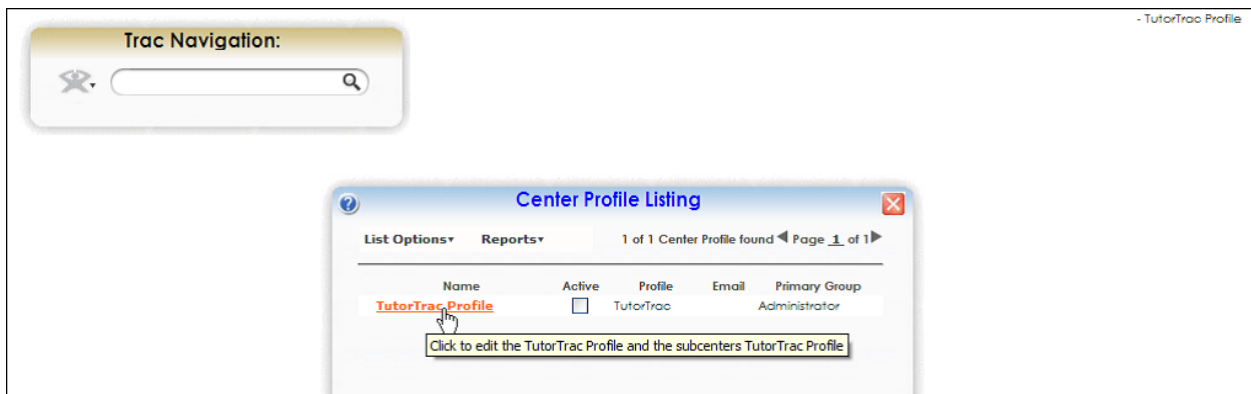 - TutorTrac Profile
Trac Navigation:
Center Profile Listing
List Options▾ Reports▾ 1 of 1 Center Profile found ◀ Page 1 of 1▶
Name Active Profile Email Primary Group
TutorTrac Profile TutorTrac Administrator
Click to edit the TutorTrac Profile and the subcenters TutorTrac Profile